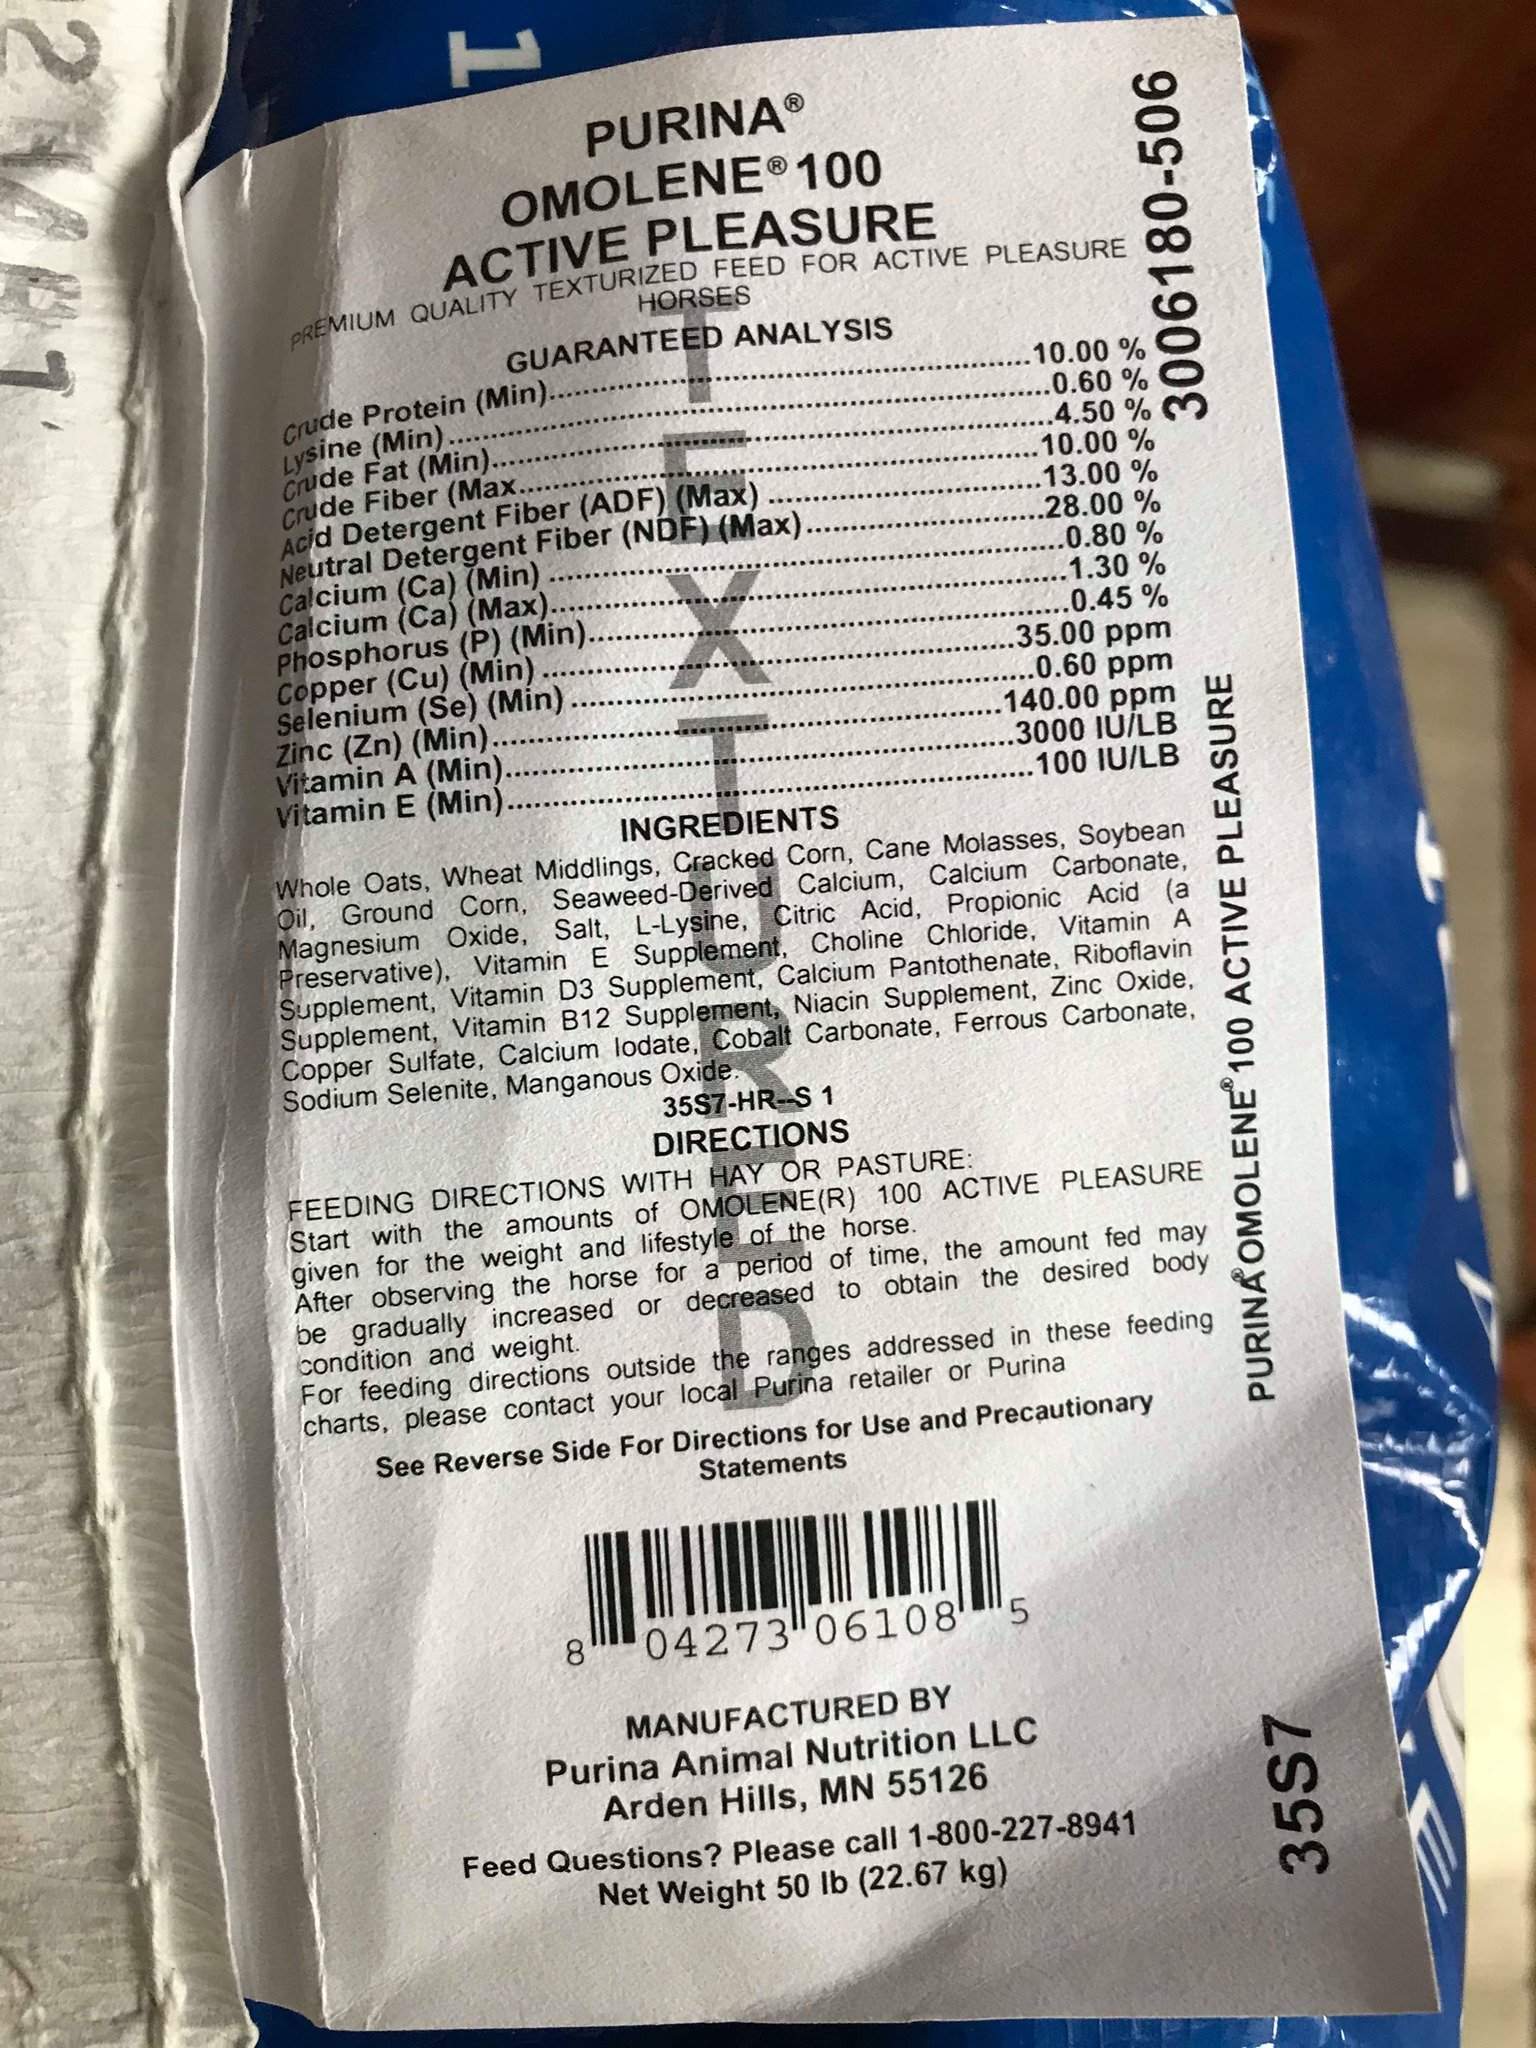 1
PURINA®
OMOLENE® 100
ACTIVE PLEASURE
PREMIUM QUALITY TEXTURIZED FEED FOR ACTIVE PLEASURE
HORSES
GUARANTEED ANALYSIS
Crude Protein (Min)..........10.00 %
Lysine (Min)..........0.60 %
Crude Fat (Min)..........4.50 %
Crude Fiber (Max..........10.00 %
Acid Detergent Fiber (ADF) (Max)..........13.00 %
Neutral Detergent Fiber (NDF) (Max)..........28.00 %
Calcium (Ca) (Min)..........0.80 %
Calcium (Ca) (Max)..........1.30 %
Phosphorus (P) (Min)..........0.45 %
Copper (Cu) (Min)..........35.00 ppm
Selenium (Se) (Min)..........0.60 ppm
Zinc (Zn) (Min)..........140.00 ppm
Vitamin A (Min)..........3000 IU/LB
Vitamin E (Min)..........100 IU/LB
INGREDIENTS
Whole Oats, Wheat Middlings, Cracked Corn, Cane Molasses, Soybean
Oil, Ground Corn, Seaweed-Derived Calcium, Calcium Carbonate,
Magnesium Oxide, Salt, L-Lysine, Citric Acid, Propionic Acid (a
Preservative), Vitamin E Supplement, Choline Chloride, Vitamin A
Supplement, Vitamin D3 Supplement, Calcium Pantothenate, Riboflavin
Supplement, Vitamin B12 Supplement, Niacin Supplement, Zinc Oxide,
Copper Sulfate, Calcium Iodate, Cobalt Carbonate, Ferrous Carbonate,
Sodium Selenite, Manganous Oxide.
35S7-HR--S 1
DIRECTIONS
FEEDING DIRECTIONS WITH HAY OR PASTURE:
Start with the amounts of OMOLENE(R) 100 ACTIVE PLEASURE
given for the weight and lifestyle of the horse.
After observing the horse for a period of time, the amount fed may
be gradually increased or decreased to obtain the desired body
condition and weight.
For feeding directions outside the ranges addressed in these feeding
charts, please contact your local Purina retailer or Purina
See Reverse Side For Directions for Use and Precautionary
Statements
8 04273 06108 5
MANUFACTURED BY
Purina Animal Nutrition LLC
Arden Hills, MN 55126
Feed Questions? Please call 1-800-227-8941
Net Weight 50 lb (22.67 kg)
TEXTURED
3006180-506
PURINA® OMOLENE® 100 ACTIVE PLEASURE
35S7